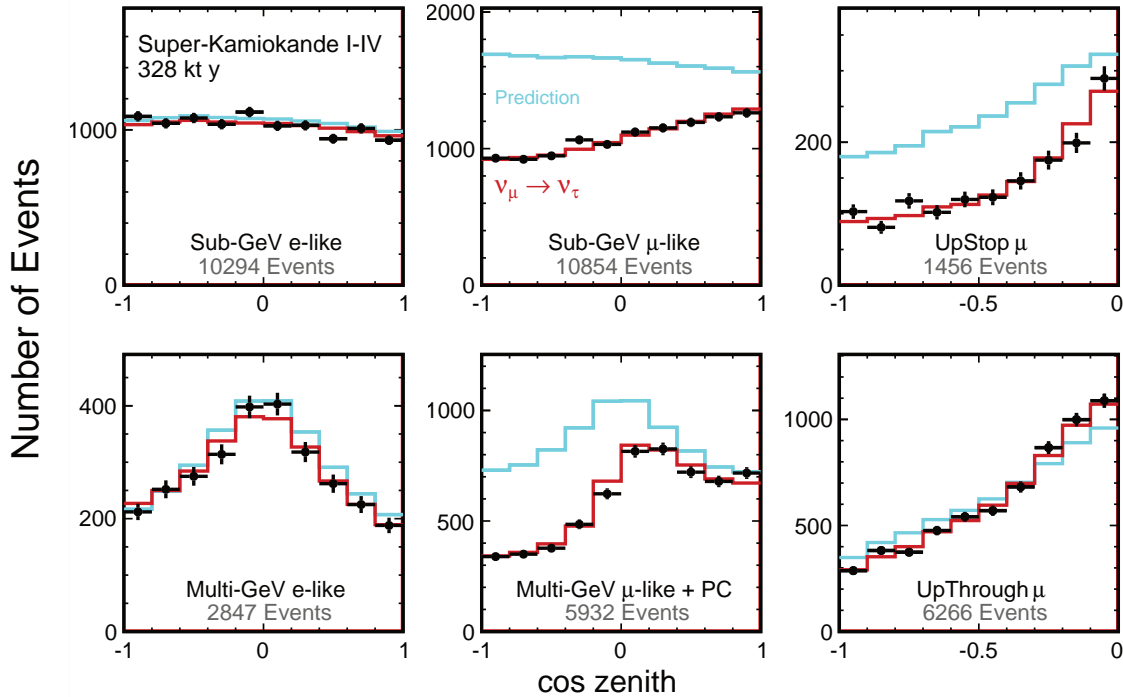 Number of Events
Super-Kamiokande I-IV
328 kt y
1000
0
Sub-GeV e-like
10294 Events
-1 0 1
2000
1000
0
Prediction
νμ → ντ
Sub-GeV μ-like
10854 Events
-1 0 1
200
0
UpStop μ
1456 Events
-1 -0.5 0
400
200
0
Multi-GeV e-like
2847 Events
-1 0 1
1000
500
0
Multi-GeV μ-like + PC
5932 Events
-1 0 1
1000
500
0
UpThrough μ
6266 Events
-1 -0.5 0
cos zenith